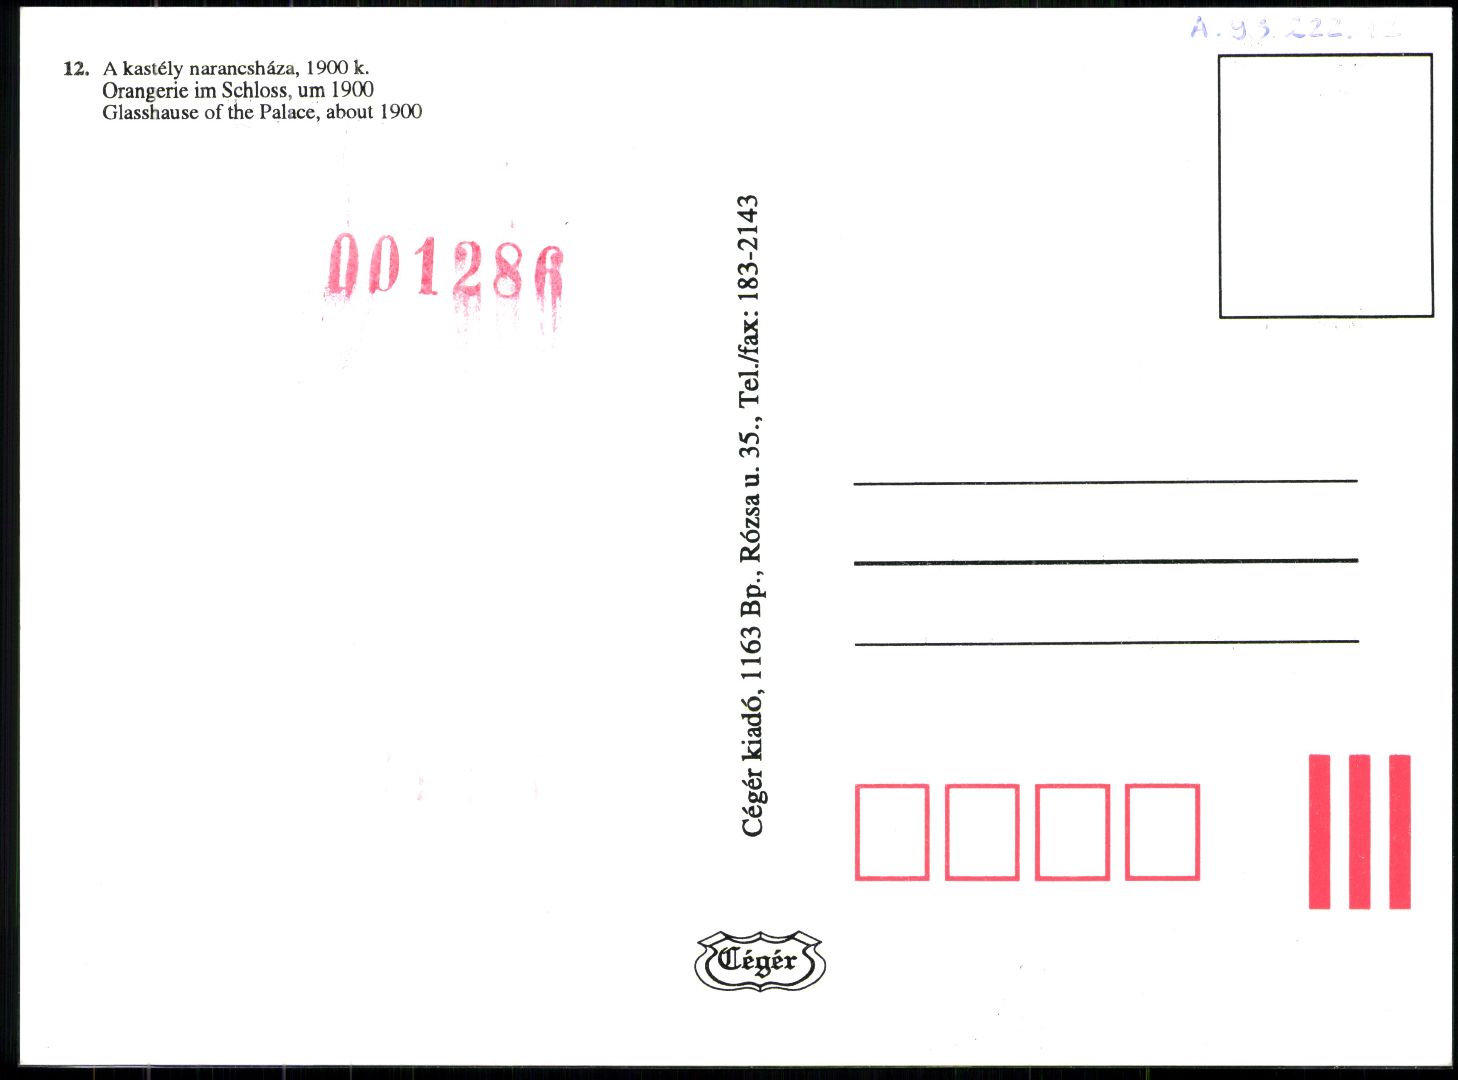 A. 93.222.12
12. A kastély narancsháza, 1900 k.
Orangerie im Schloss, um 1900
Glasshause of the Palace, about 1900
001286
Cégér kiadó, 1163 Bp., Rózsa u. 35., Tel./fax: 183-2143
Cégér